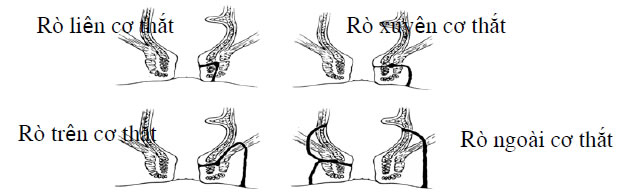 Rò liên cơ thắt
Rò xuyên cơ thắt
Rò trên cơ thắt
Rò ngoài cơ thắt